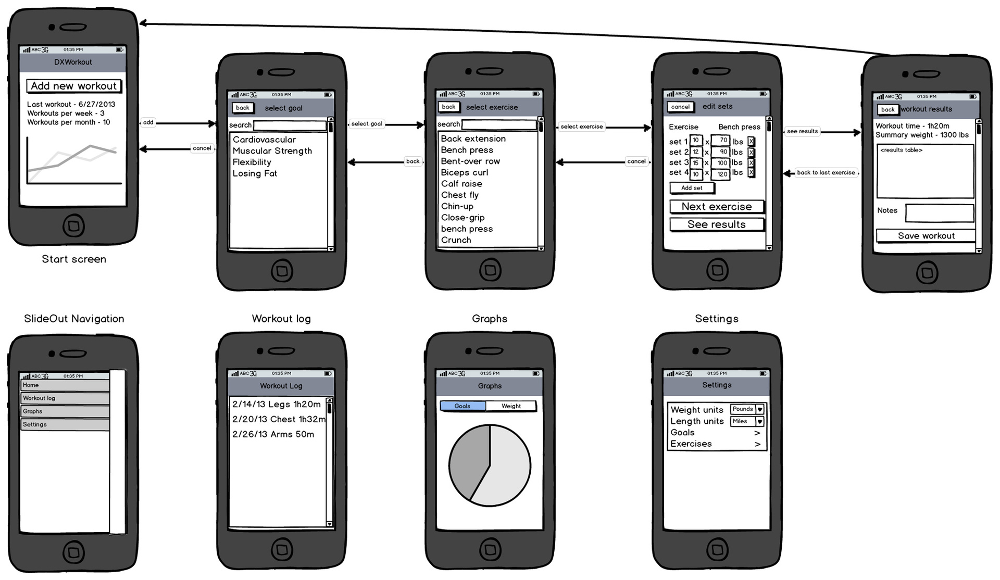 ABC 3G 01:35 PM
DXWorkout
Add new workout
Last workout - 6/27/2013
Workouts per week - 3
Workouts per month - 10
Start screen
add
cancel
ABC 3G 01:35 PM
back select goal
search
Cardiovascular
Muscular Strength
Flexibility
Losing Fat
select goal
back
ABC 3G 01:35 PM
back select exercise
search
Back extension
Bench press
Bent-over row
Biceps curl
Calf raise
Chest fly
Chin-up
Close-grip
bench press
Crunch
select exercise
cancel
ABC 3G 01:35 PM
cancel edit sets
Exercise Bench press
set 1 10 x 70 lbs X
set 2 12 x 90 lbs X
set 3 15 x 100 lbs X
set 4 10 x 120 lbs X
Add set
Next exercise
See results
see results
back to last exercise
ABC 3G 01:35 PM
back workout results
Workout time - 1h20m
Summary weight - 1300 lbs
<results table>
Notes
Save workout
SlideOut Navigation
ABC 3G 01:35 PM
Home
Workout log
Graphs
Settings
Workout log
ABC 3G 01:35 PM
Workout Log
2/14/13 Legs 1h20m
2/20/13 Chest 1h32m
2/26/13 Arms 50m
Graphs
ABC 3G 01:35 PM
Graphs
Goals Weight
Settings
ABC 3G 01:35 PM
Settings
Weight units Pounds
Length units Miles
Goals >
Exercises >